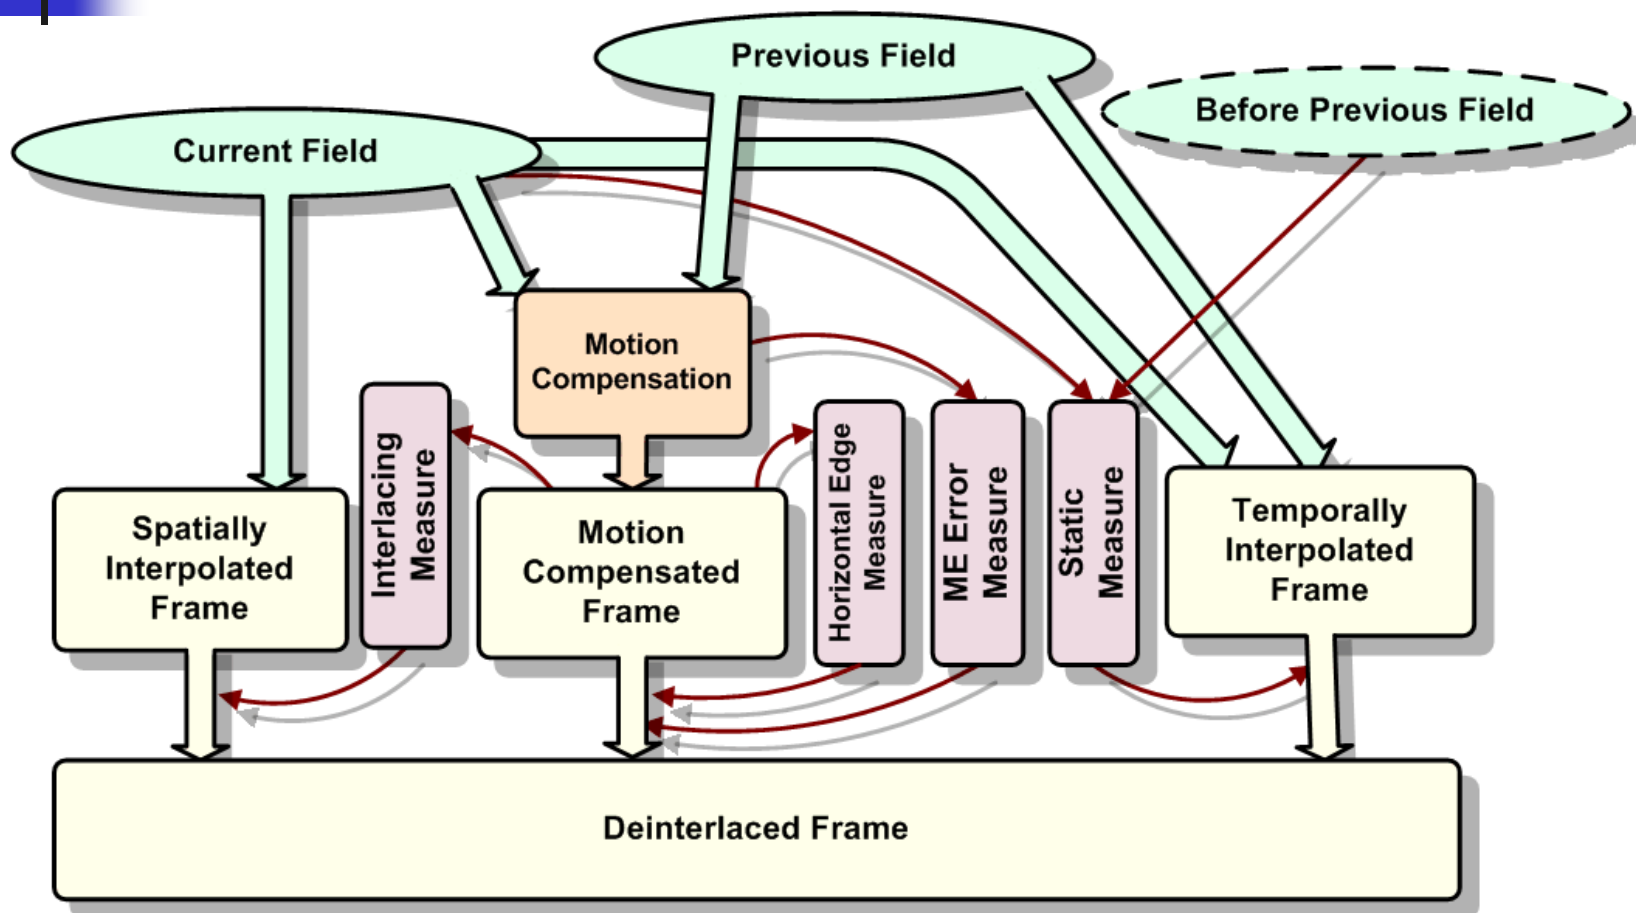 Previous Field
Before Previous Field
Current Field
Motion
Compensation
Interlacing
Measure
Horizontal Edge
Measure
ME Error
Measure
Static
Measure
Spatially
Interpolated
Frame
Motion
Compensated
Frame
Temporally
Interpolated
Frame
Deinterlaced Frame